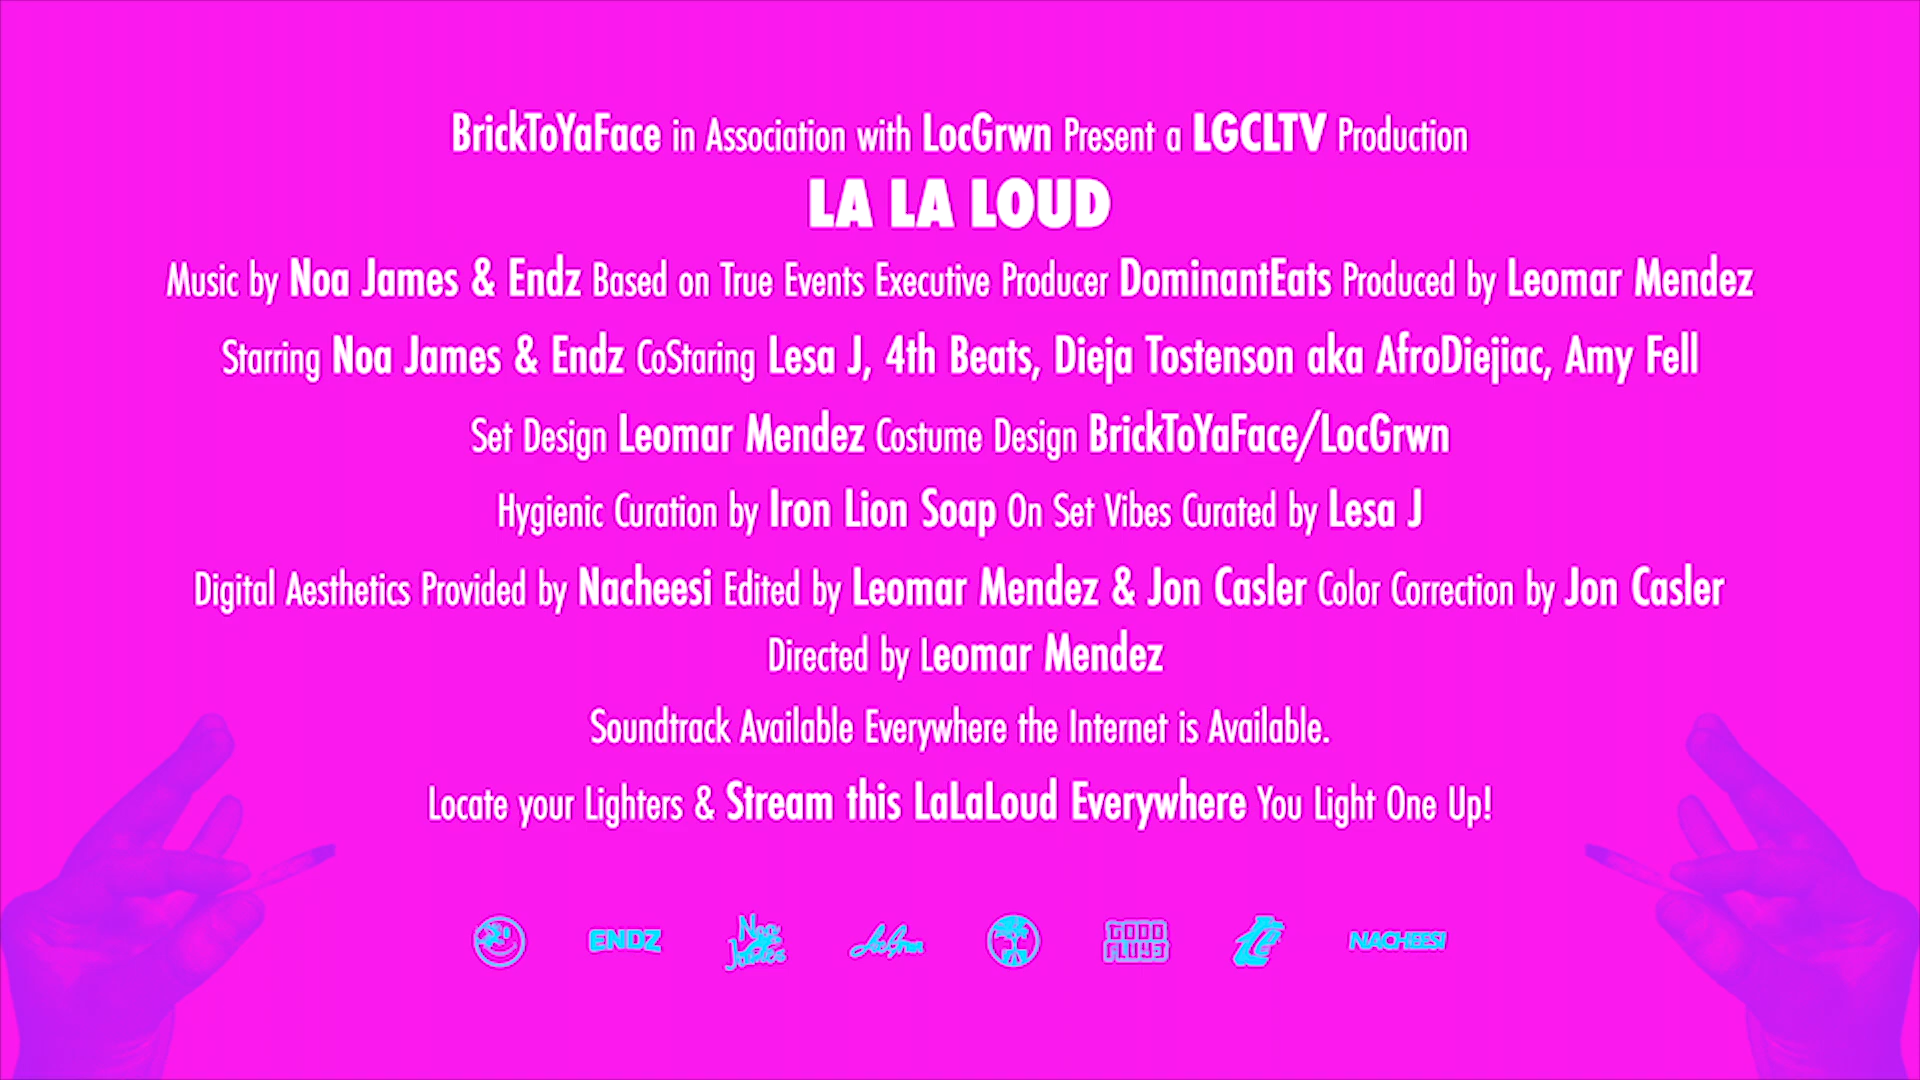 BrickToYaFace in Association with LocGrwn Present a LGCLTV Production
LA LA LOUD
Music by Noa James & Endz Based on True Events Executive Producer DominantEats Produced by Leomar Mendez
Starring Noa James & Endz CoStaring Lesa J, 4th Beats, Dieja Tostenson aka AfroDiejiac, Amy Fell
Set Design Leomar Mendez Costume Design BrickToYaFace/LocGrwn
Hygienic Curation by Iron Lion Soap On Set Vibes Curated by Lesa J
Digital Aesthetics Provided by Nacheesi Edited by Leomar Mendez & Jon Casler Color Correction by Jon Casler
Directed by Leomar Mendez
Soundtrack Available Everywhere the Internet is Available.
Locate your Lighters & Stream this LaLaLoud Everywhere You Light One Up!
ENDZ Noa James LocGrwn NACHEESI